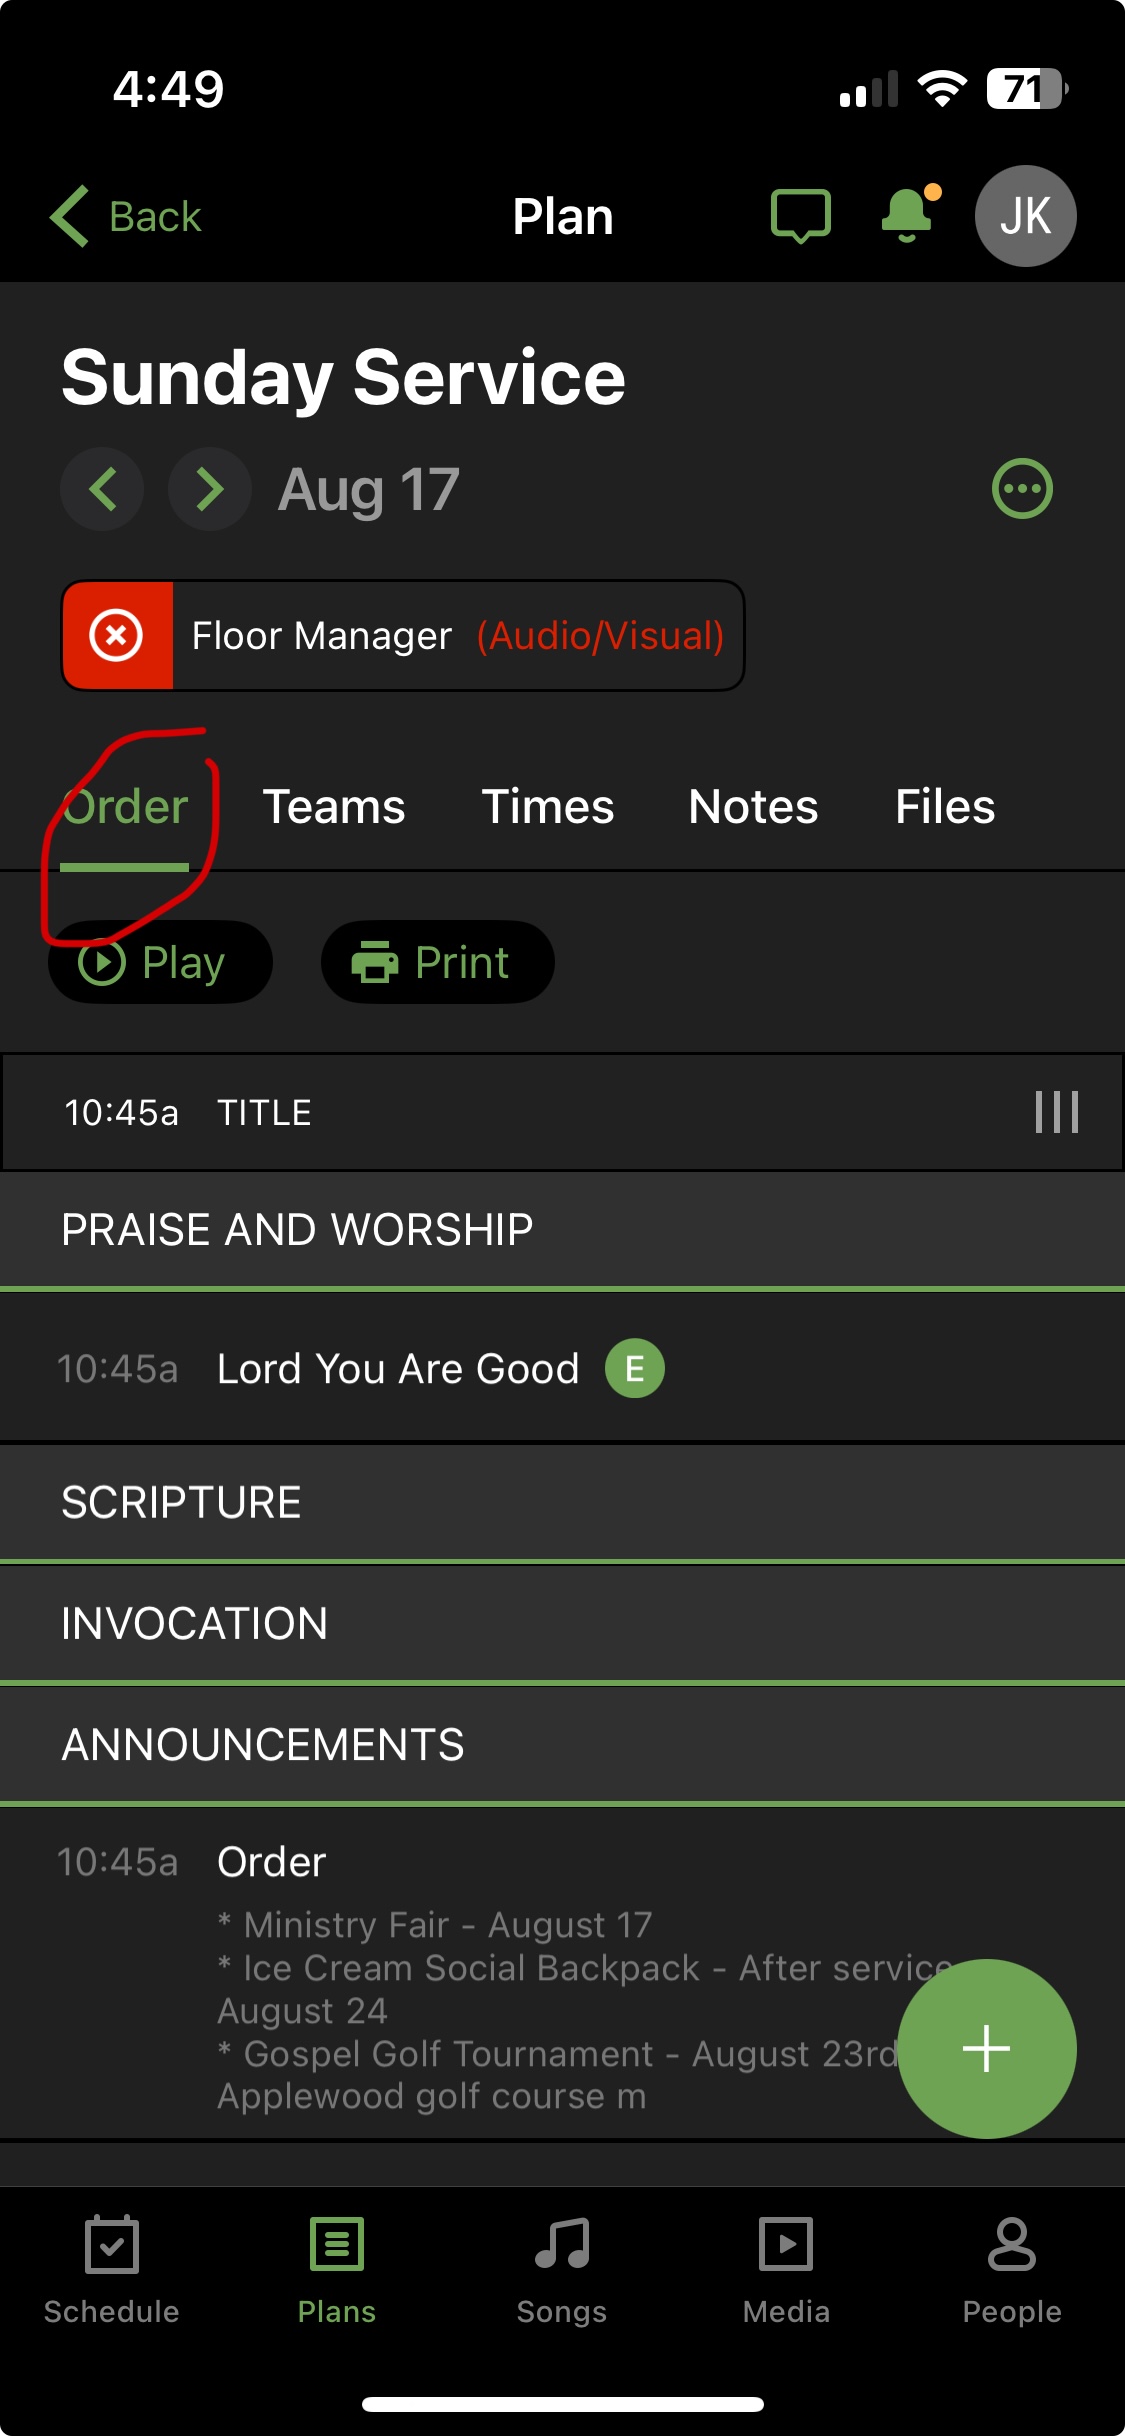 4:49
71
Back
Plan
JK
Sunday Service
Aug 17
Floor Manager (Audio/Visual)
Order Teams Times Notes Files
Play Print
10:45a TITLE
PRAISE AND WORSHIP
10:45a Lord You Are Good E
SCRIPTURE
INVOCATION
ANNOUNCEMENTS
10:45a Order
* Ministry Fair - August 17
* Ice Cream Social Backpack - After service
August 24
* Gospel Golf Tournament - August 23rd
Applewood golf course m
Schedule Plans Songs Media People